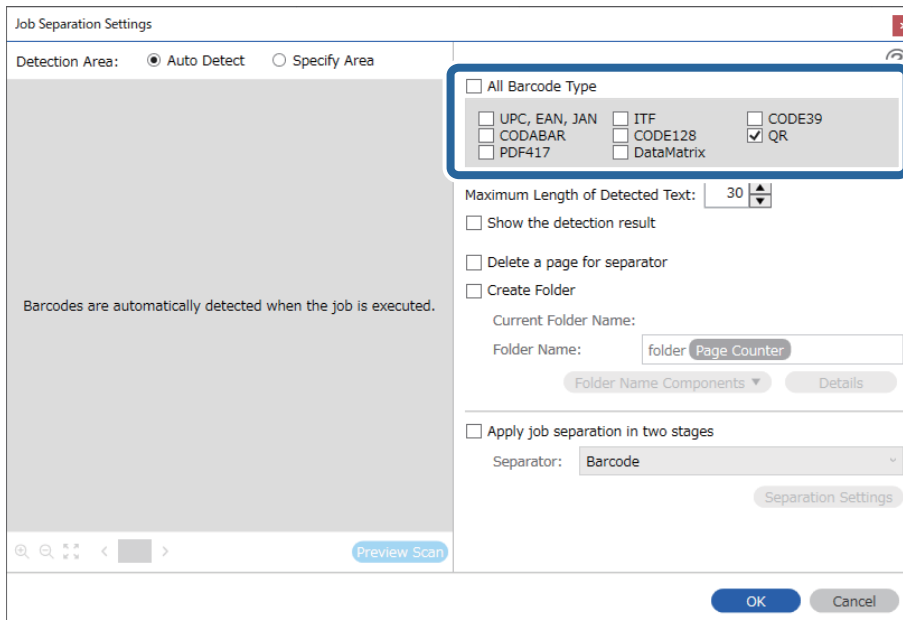 Job Separation Settings
Detection Area: Auto Detect Specify Area
All Barcode Type
UPC, EAN, JAN ITF CODE39
CODABAR CODE128 QR
PDF417 DataMatrix
Maximum Length of Detected Text: 30
Show the detection result
Delete a page for separator
Create Folder
Barcodes are automatically detected when the job is executed.
Current Folder Name:
Folder Name: folder Page Counter
Folder Name Components ▼ Details
Apply job separation in two stages
Separator: Barcode
Separation Settings
Preview Scan
OK Cancel